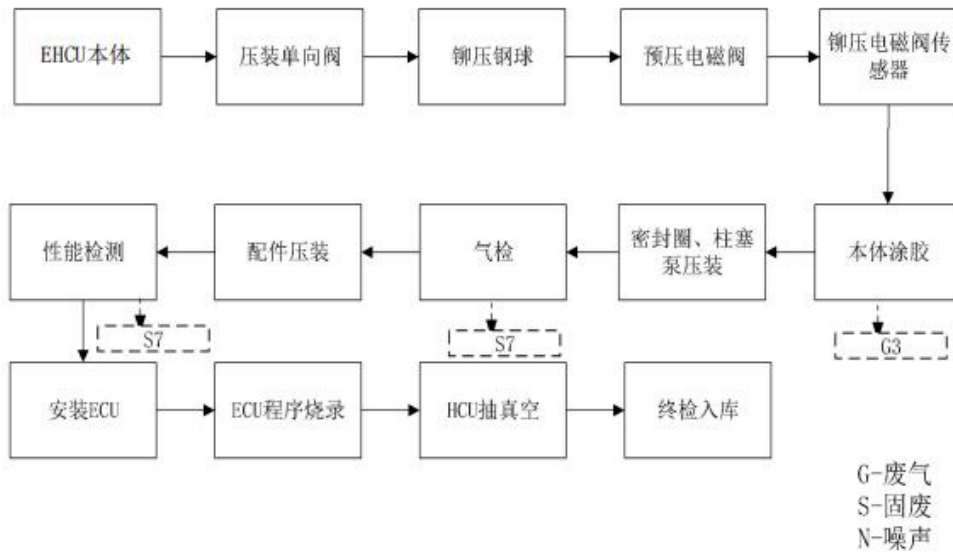 EHCU本体
压装单向阀
铆压钢球
预压电磁阀
铆压电磁阀传
感器
性能检测
配件压装
气检
密封圈、柱塞
泵压装
本体涂胶
S7
S7
G3
安装ECU
ECU程序烧录
HCU抽真空
终检入库
G-废气
S-固废
N-噪声